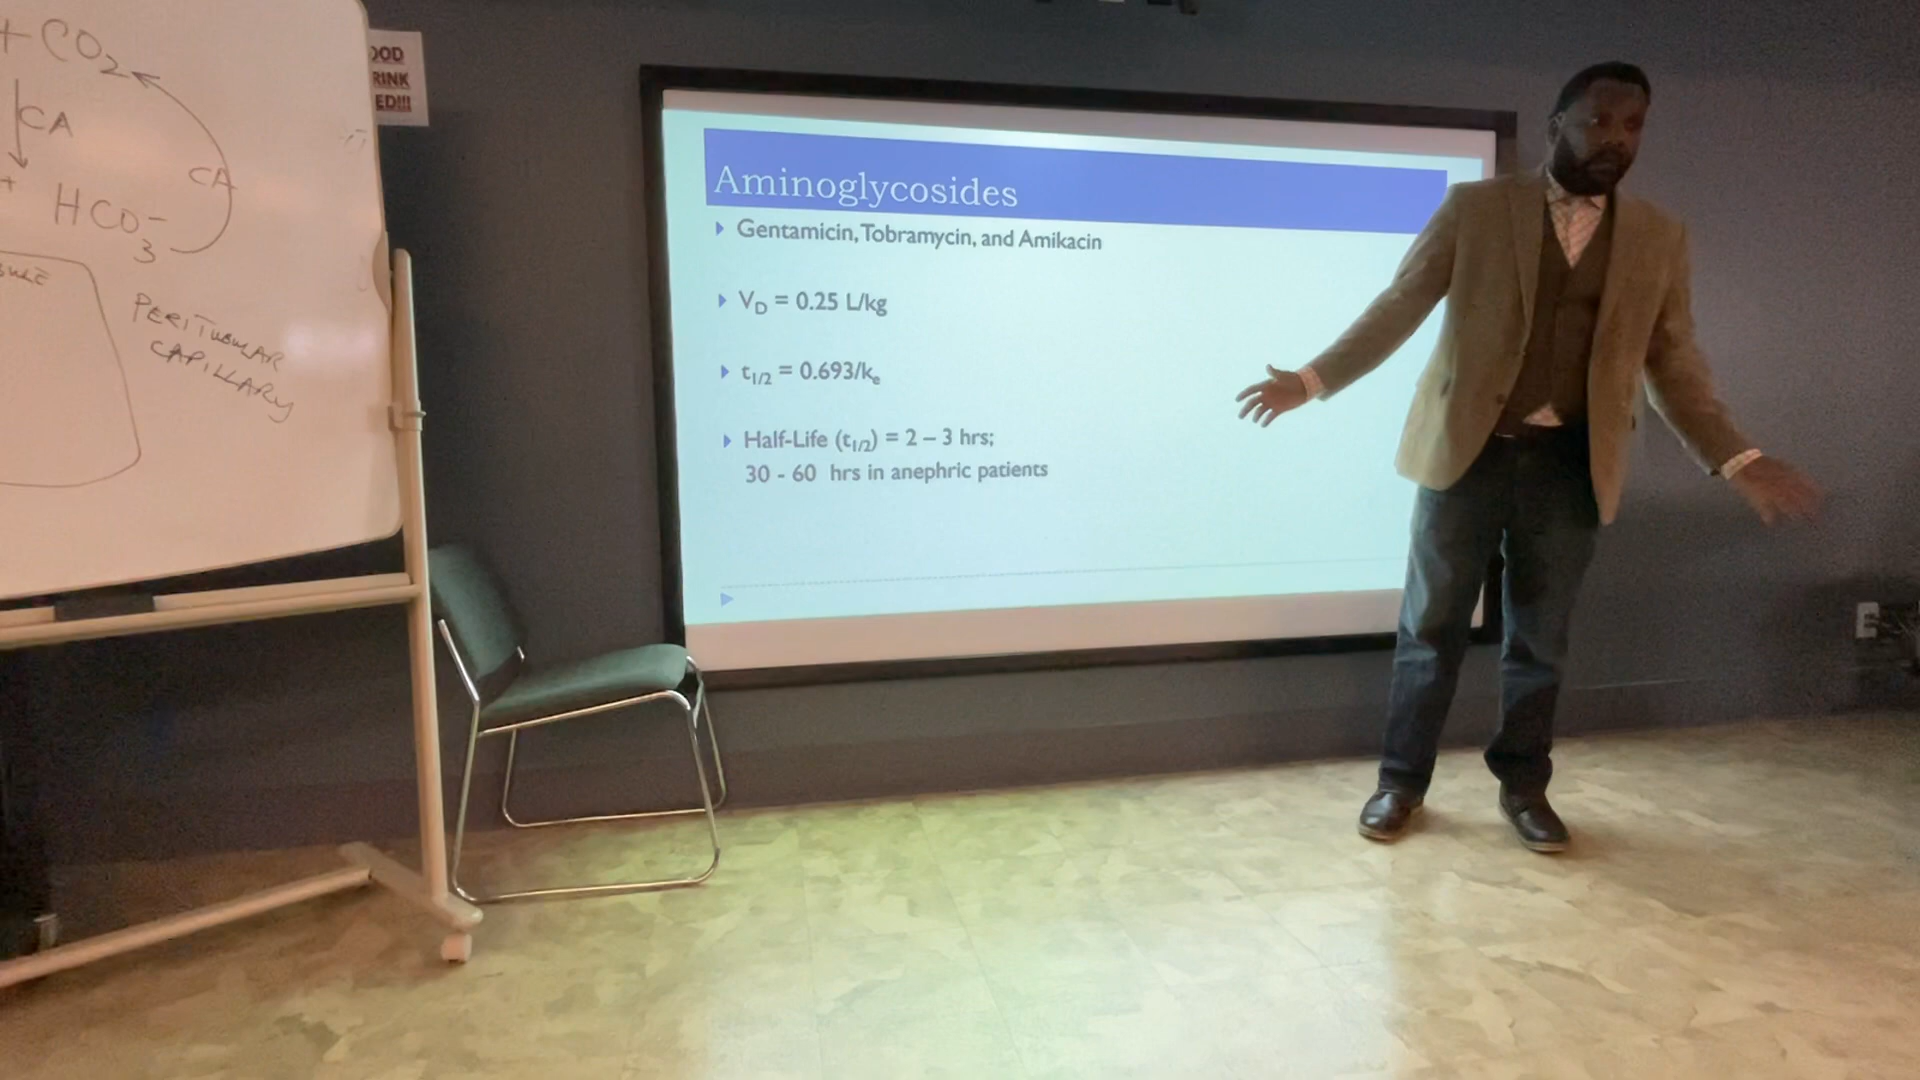 + CO2
CA
CA
+ HCO3-
PERITUBULAR
CAPILLARY
OOD
RINK
ED!!!
Aminoglycosides
Gentamicin, Tobramycin, and Amikacin
VD = 0.25 L/kg
t1/2 = 0.693/ke
Half-Life (t1/2) = 2 – 3 hrs;
30 - 60 hrs in anephric patients